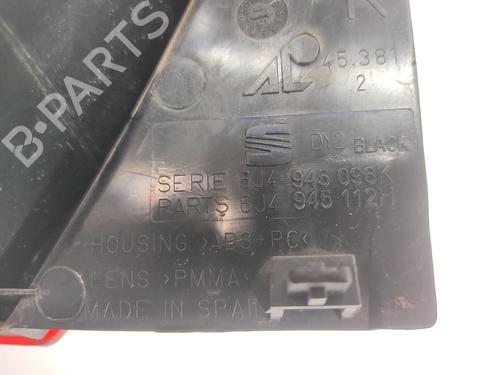 R
AL 45.381
2
DY2 BLACK
SERIE 6J4 945 096K
PARTS 6J4 945 112H
HOUSING >ABS+PC<
LENS >PMMA<
MADE IN SPAIN
B-PARTS